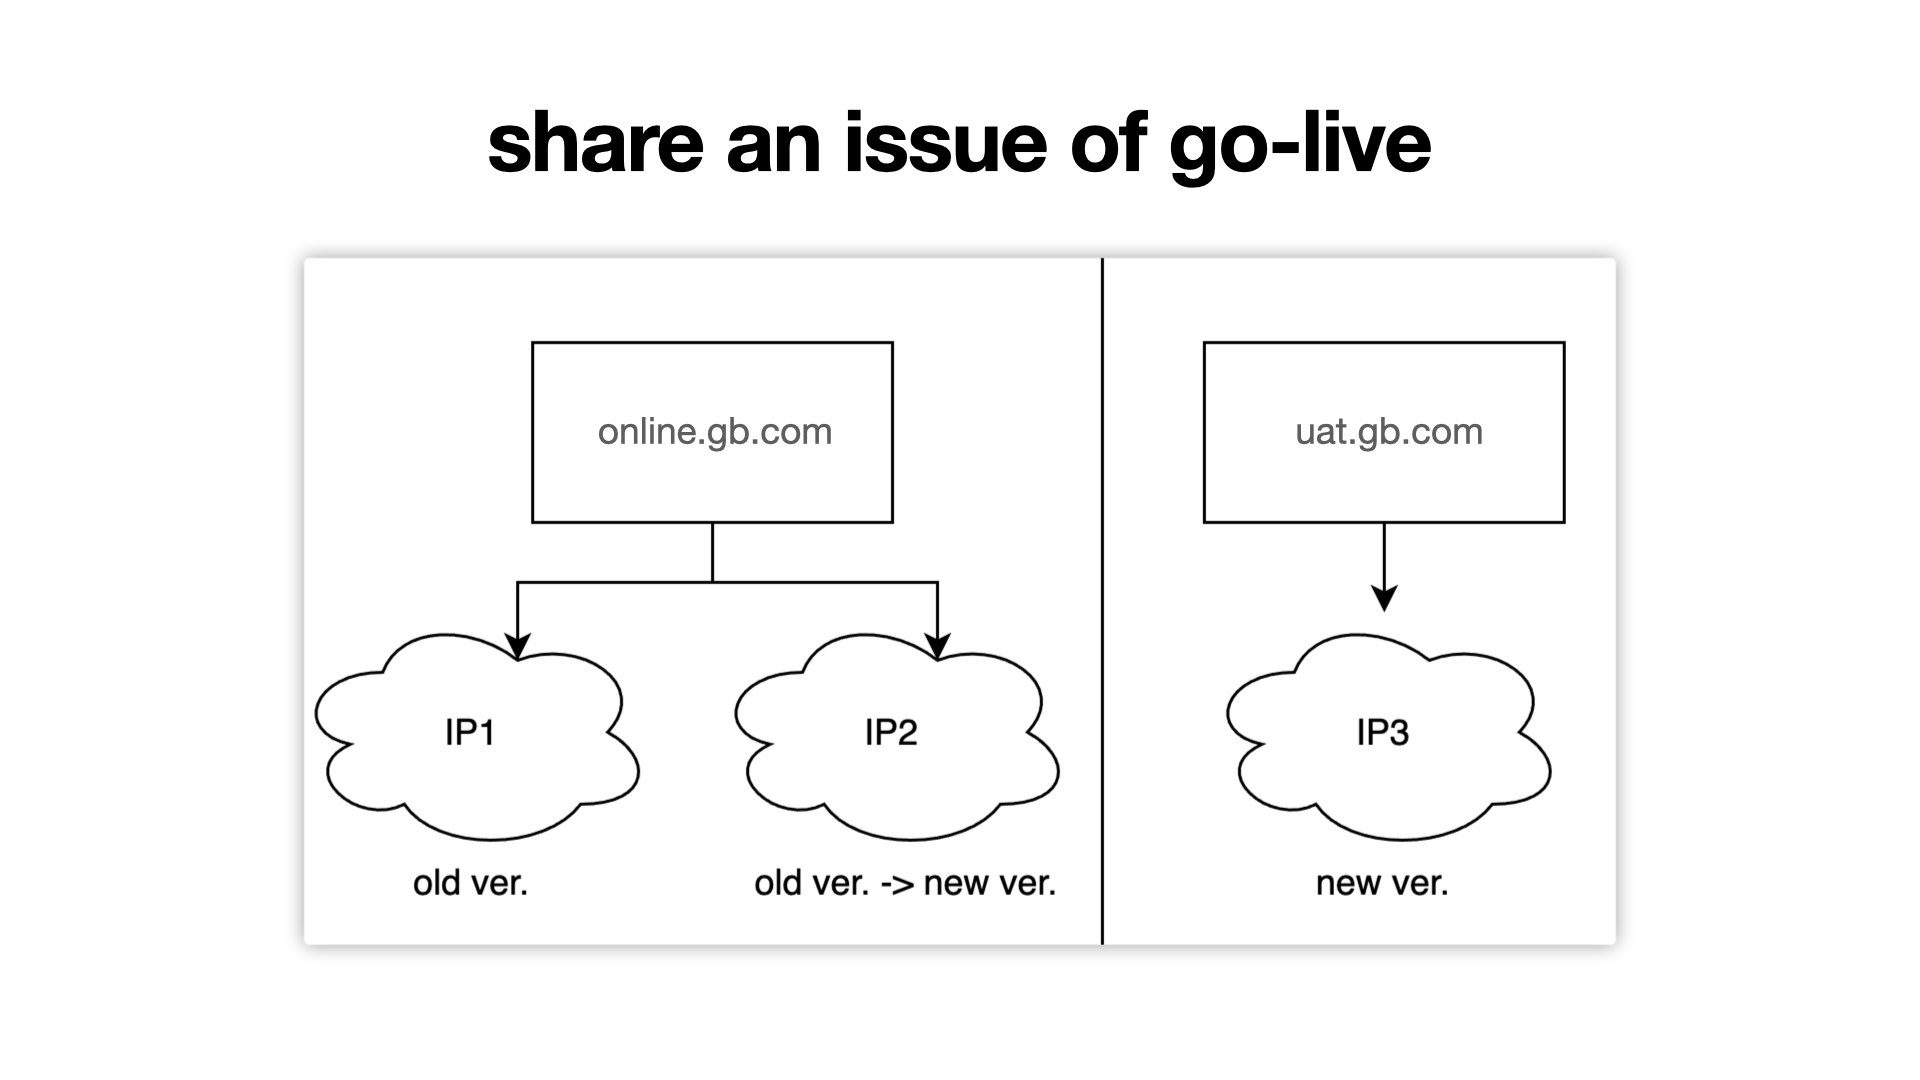 share an issue of go-live
online.gb.com
uat.gb.com
IP1
IP2
IP3
old ver.
old ver. -> new ver.
new ver.